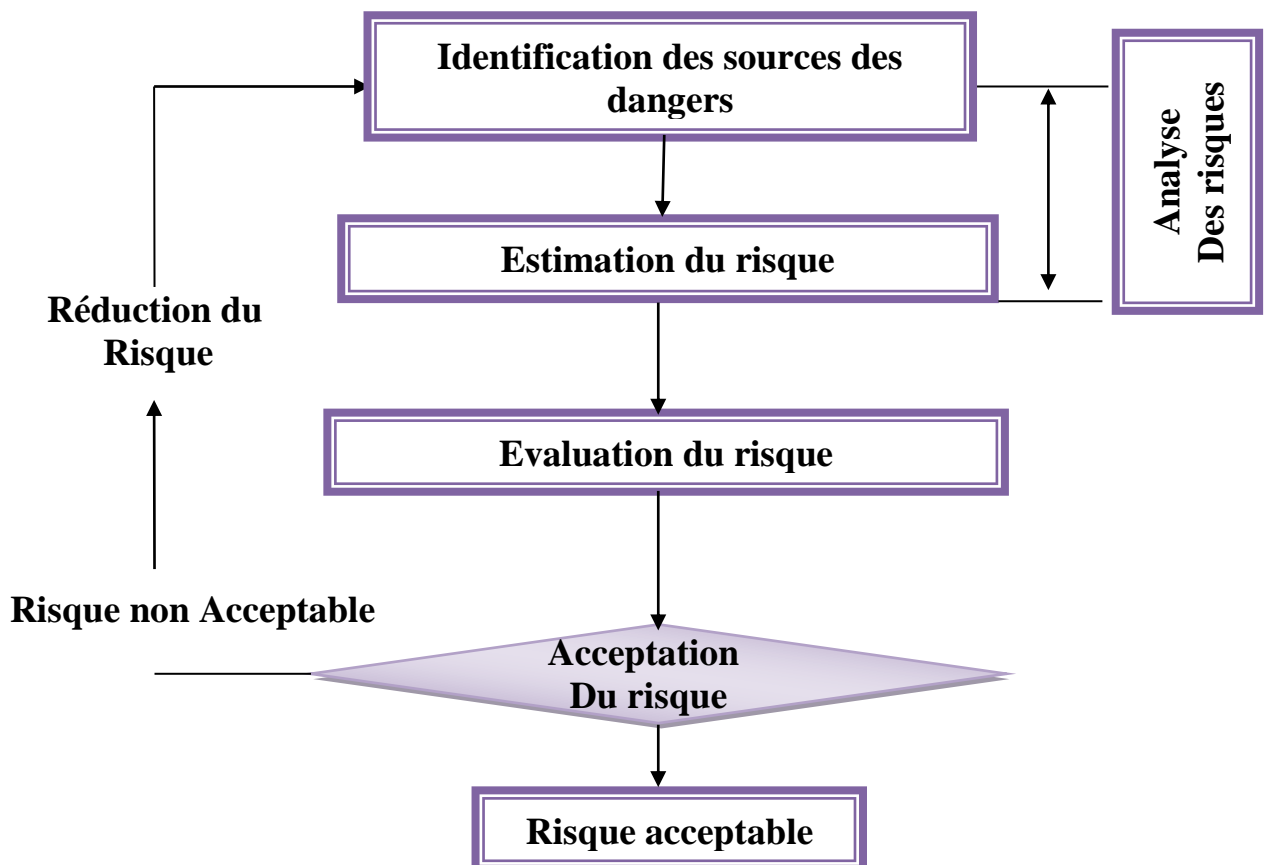 Identification des sources des
dangers
Analyse
Des risques
Estimation du risque
Réduction du
Risque
Evaluation du risque
Risque non Acceptable
Acceptation
Du risque
Risque acceptable